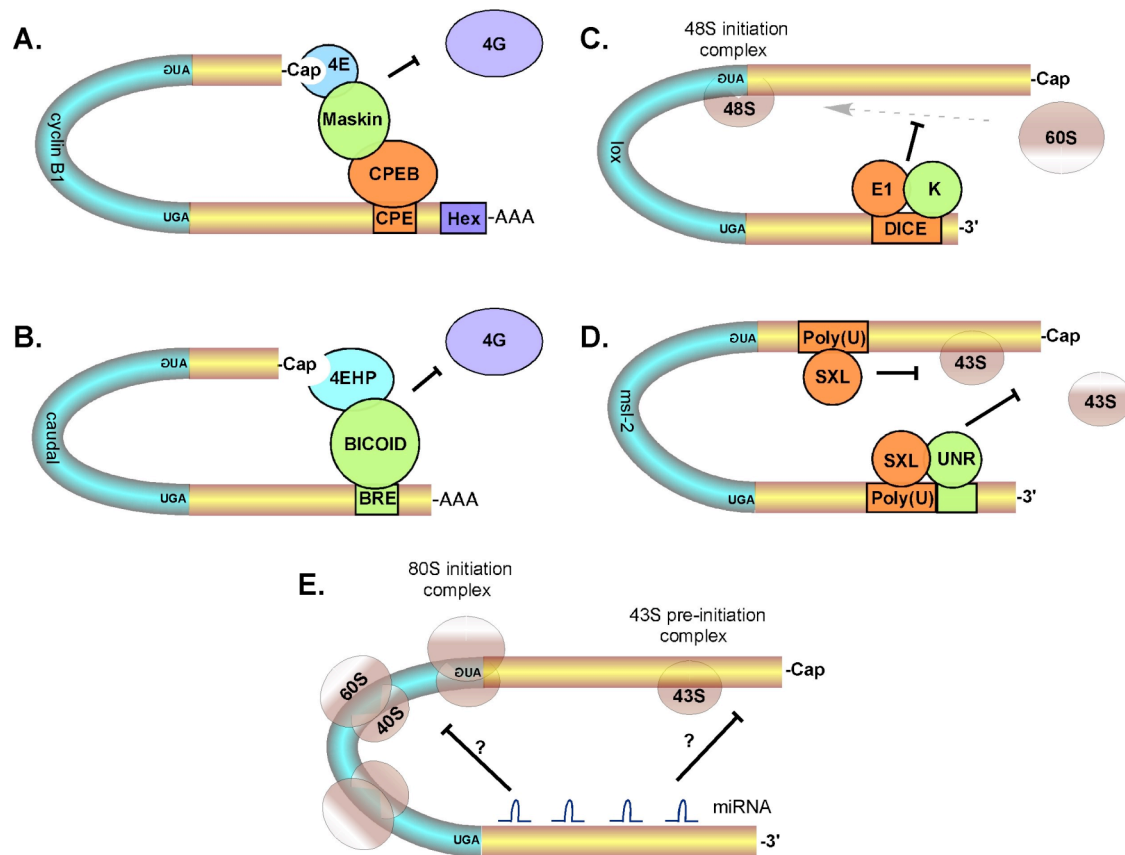 A.
AUG
-Cap
4E
4G
Maskin
cyclin B1
CPEB
UGA
CPE
Hex
-AAA
B.
AUG
-Cap
4EHP
4G
caudal
BICOID
UGA
BRE
-AAA
C.
48S initiation
complex
AUG
-Cap
48S
60S
lox
E1
K
UGA
DICE
-3'
D.
AUG
Poly(U)
-Cap
43S
SXL
43S
msl-2
SXL
UNR
UGA
Poly(U)
-3'
E.
80S initiation
complex
43S pre-initiation
complex
AUG
-Cap
60S
43S
40S
?
?
miRNA
UGA
-3'